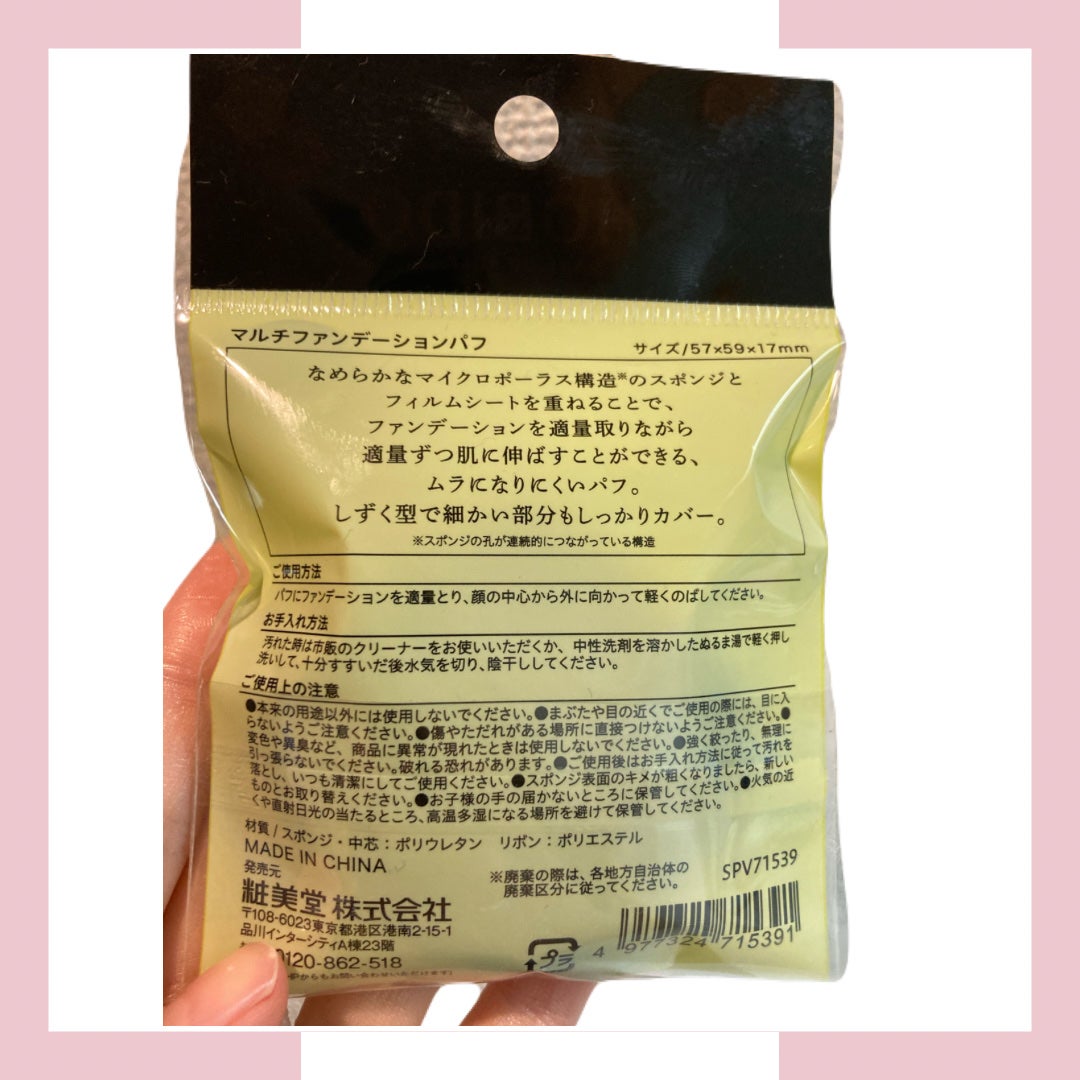 マルチファンデーションパフ
サイズ/57×59×17mm
なめらかなマイクロポーラス構造※のスポンジと
フィルムシートを重ねることで、
ファンデーションを適量取りながら
適量ずつ肌に伸ばすことができる、
ムラになりにくいパフ。
しずく型で細かい部分もしっかりカバー。
※スポンジの孔が連続的につながっている構造
ご使用方法
パフにファンデーションを適量とり、顔の中心から外に向かって軽くのばしてください。
お手入れ方法
汚れた時は市販のクリーナーをお使いいただくか、中性洗剤を溶かしたぬるま湯で軽く押し
洗いして、十分すすいだ後水気を切り、陰干ししてください。
ご使用上の注意
●本来の用途以外には使用しないでください。●まぶたや目の近くでご使用の際には、目に入
らないようご注意ください。●傷やただれがある場所に直接つけないようご注意ください。●
変色や異臭など、商品に異常が現れたときは使用しないでください。●強く絞ったり、無理に
引っ張らないでください。破れる恐れがあります。●ご使用後はお手入れ方法に従って汚れを
落とし、いつも清潔にしてご使用ください。●スポンジ表面のキメが粗くなりましたら、新しい
ものとお取り替えください。●お子様の手の届かないところに保管してください。●火気の近
くや直射日光の当たるところ、高温多湿になる場所を避けて保管してください。
材質/スポンジ・中芯:ポリウレタン リボン:ポリエステル
MADE IN CHINA
※廃棄の際は、各地方自治体の
廃棄区分に従ってください。
SPV71539
発売元
粧美堂 株式会社
〒108-6023東京都港区港南2-15-1
品川インターシティA棟23階
0120-862-518
からもお問い合わせいただけます)
プラ
4 977324 715391